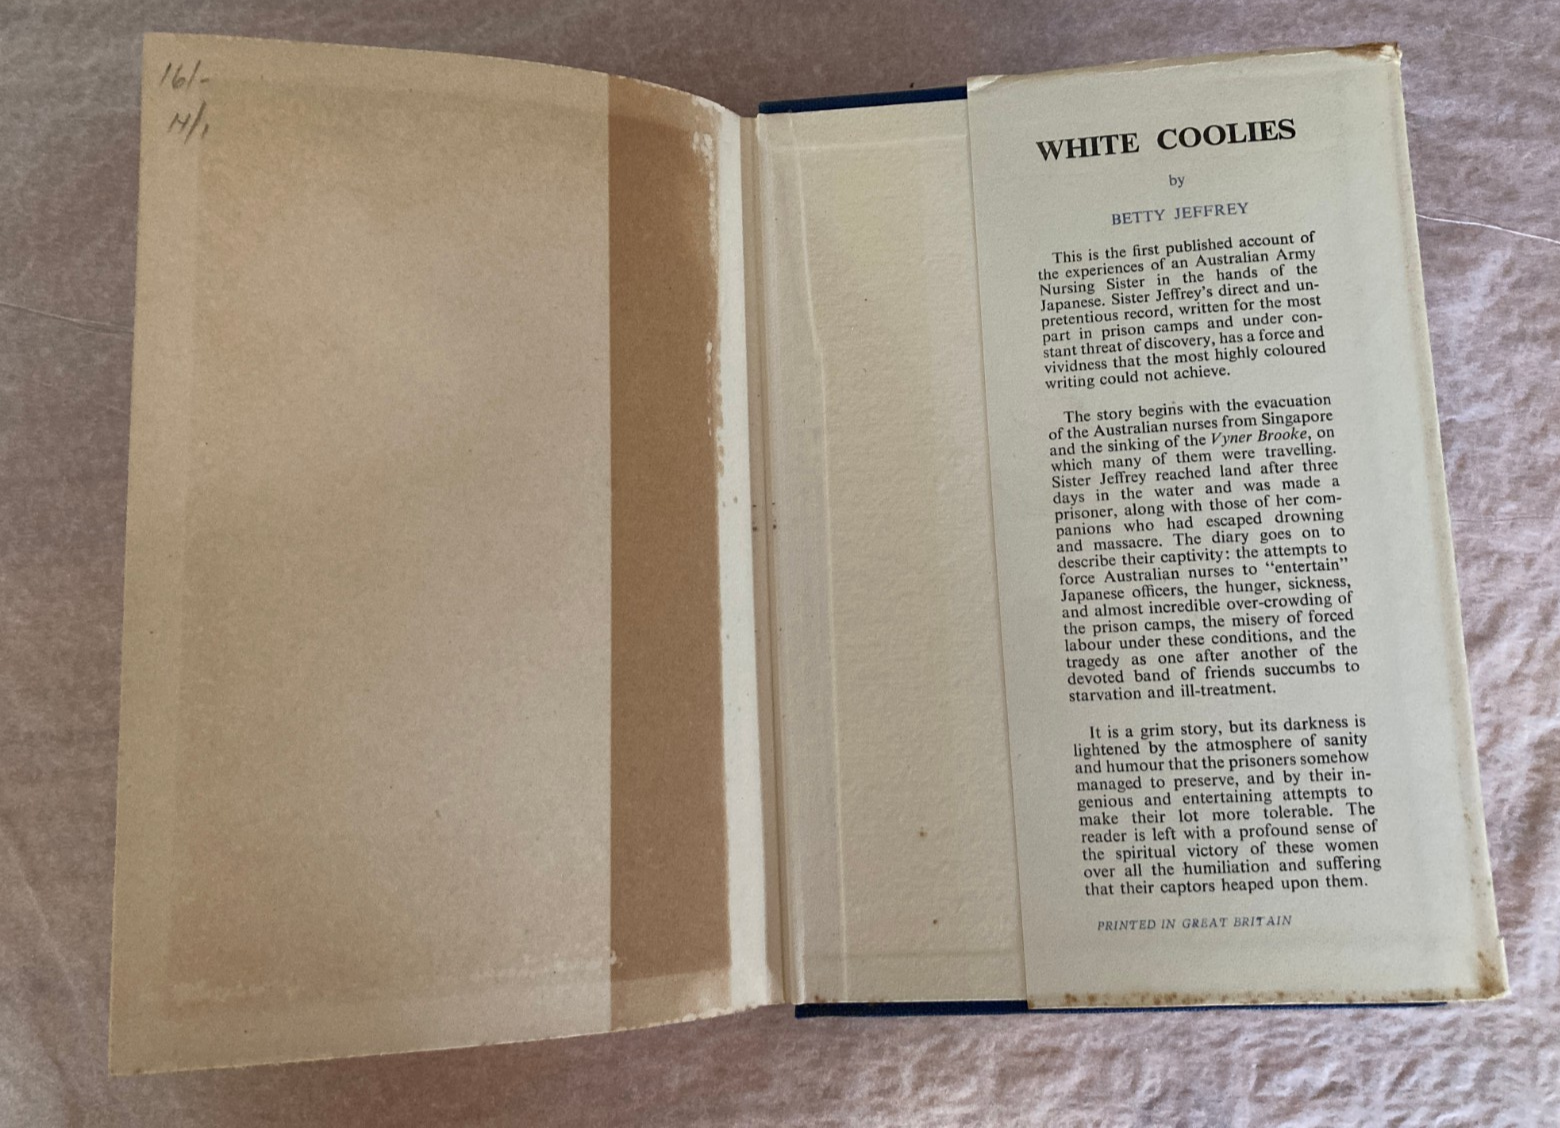 16/-
WHITE COOLIES
by
BETTY JEFFREY
This is the first published account of
the experiences of an Australian Army
Nursing Sister in the hands of the
Japanese. Sister Jeffrey's direct and un-
pretentious record, written for the most
part in prison camps and under con-
stant threat of discovery, has a force and
vividness that the most highly coloured
writing could not achieve.
The story begins with the evacuation
of the Australian nurses from Singapore
and the sinking of the Vyner Brooke, on
which many of them were travelling.
Sister Jeffrey reached land after three
days in the water and was made a
prisoner, along with those of her com-
panions who had escaped drowning
and massacre. The diary goes on to
describe their captivity: the attempts to
force Australian nurses to "entertain"
Japanese officers, the hunger, sickness,
and almost incredible over-crowding of
the prison camps, the misery of forced
labour under these conditions, and the
tragedy as one after another of the
devoted band of friends succumbs to
starvation and ill-treatment.
It is a grim story, but its darkness is
lightened by the atmosphere of sanity
and humour that the prisoners somehow
managed to preserve, and by their in-
genious and entertaining attempts to
make their lot more tolerable. The
reader is left with a profound sense of
the spiritual victory of these women
over all the humiliation and suffering
that their captors heaped upon them.
PRINTED IN GREAT BRITAIN